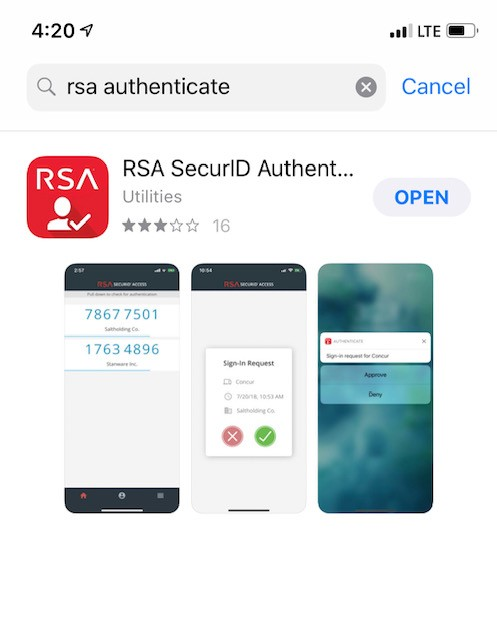 4:20
LTE
rsa authenticate
Cancel
RSA
RSA SecurID Authent...
Utilities
16
OPEN
2:57
RSA SECURID ACCESS
Pull down to check for authentication
7867 7501
Saltholding Co.
1763 4896
Stanware Inc.
10:54
RSA SECURID ACCESS
Sign-In Request
Concur
7/20/18, 10:53 AM
Saltholding Co.
AUTHENTICATE
Sign-in request for Concur
Approve
Deny